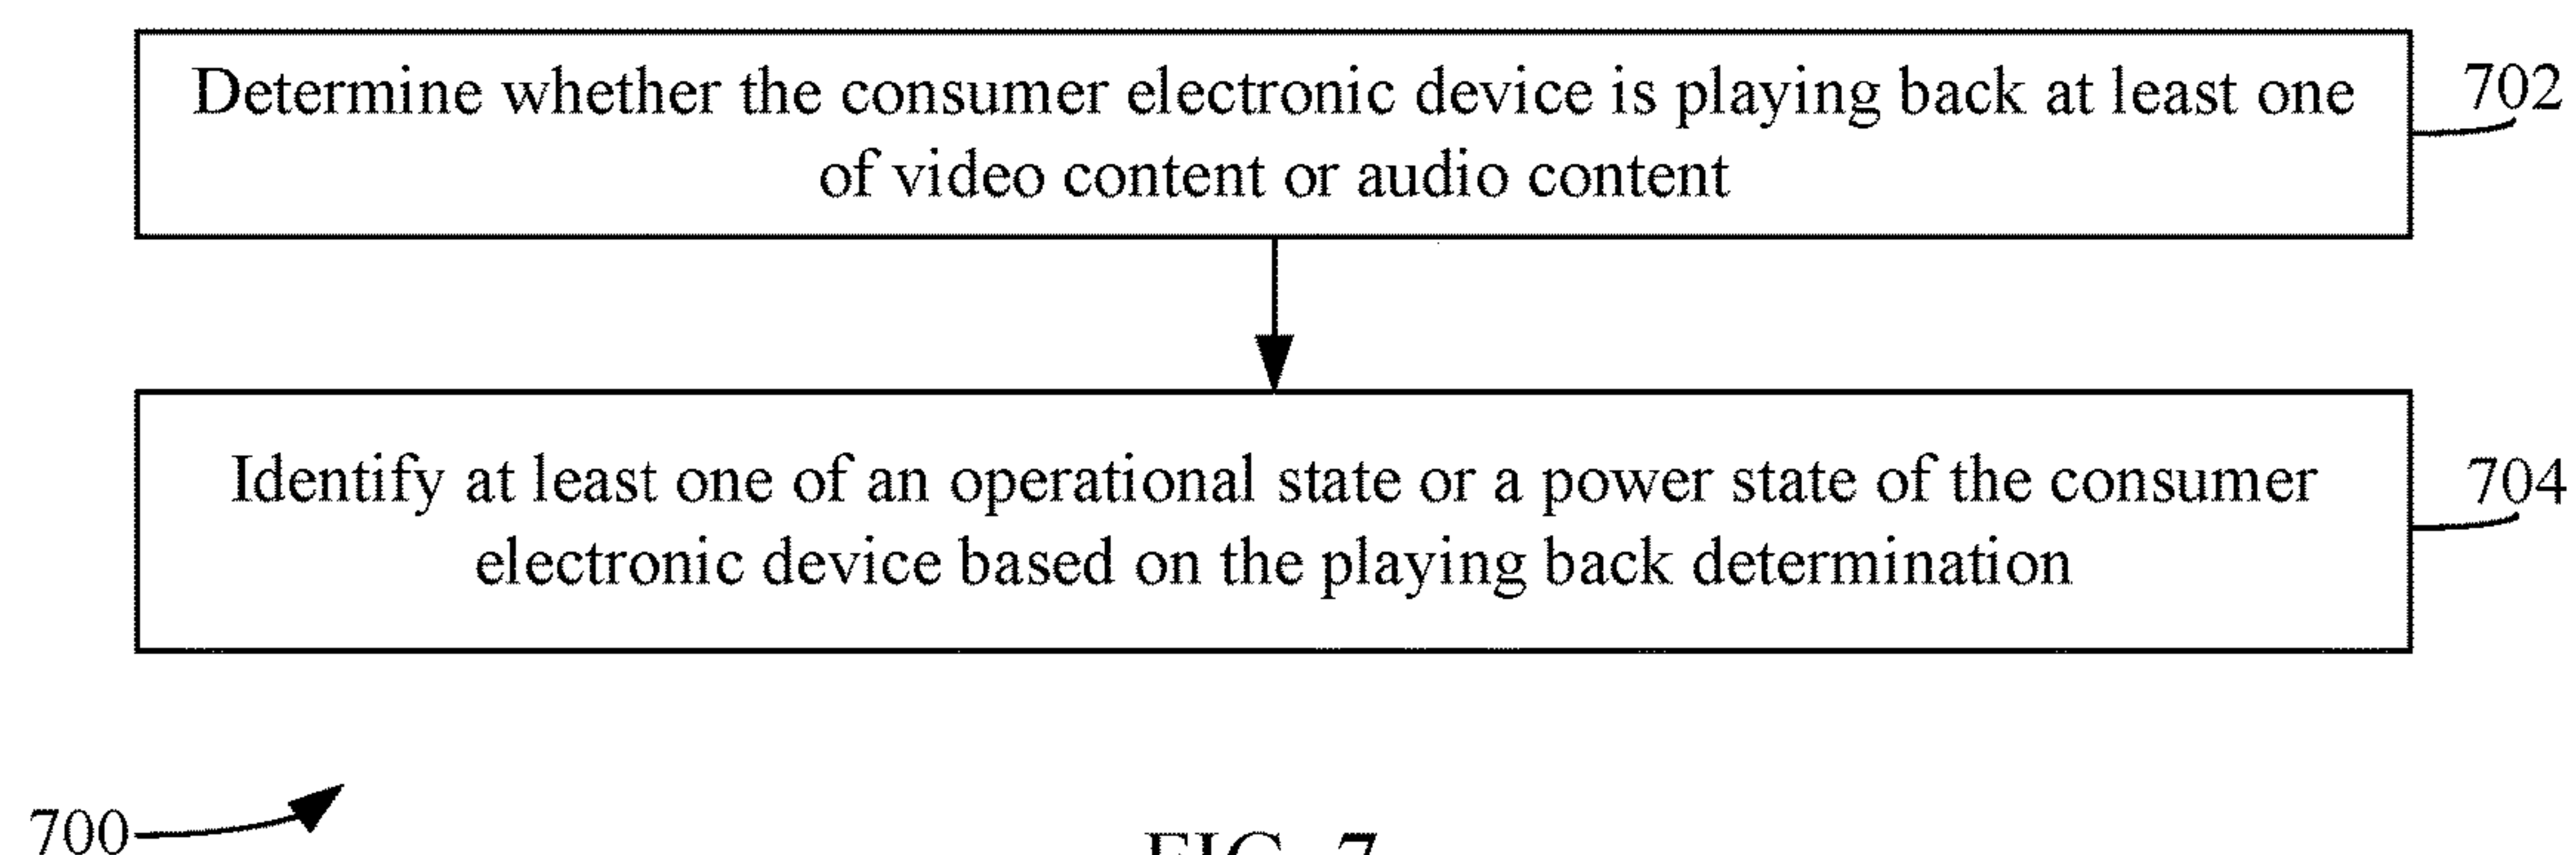 Determine whether the consumer electronic device is playing back at least one
of video content or audio content
702
Identify at least one of an operational state or a power state of the consumer
electronic device based on the playing back determination
704
700
FIG. 7